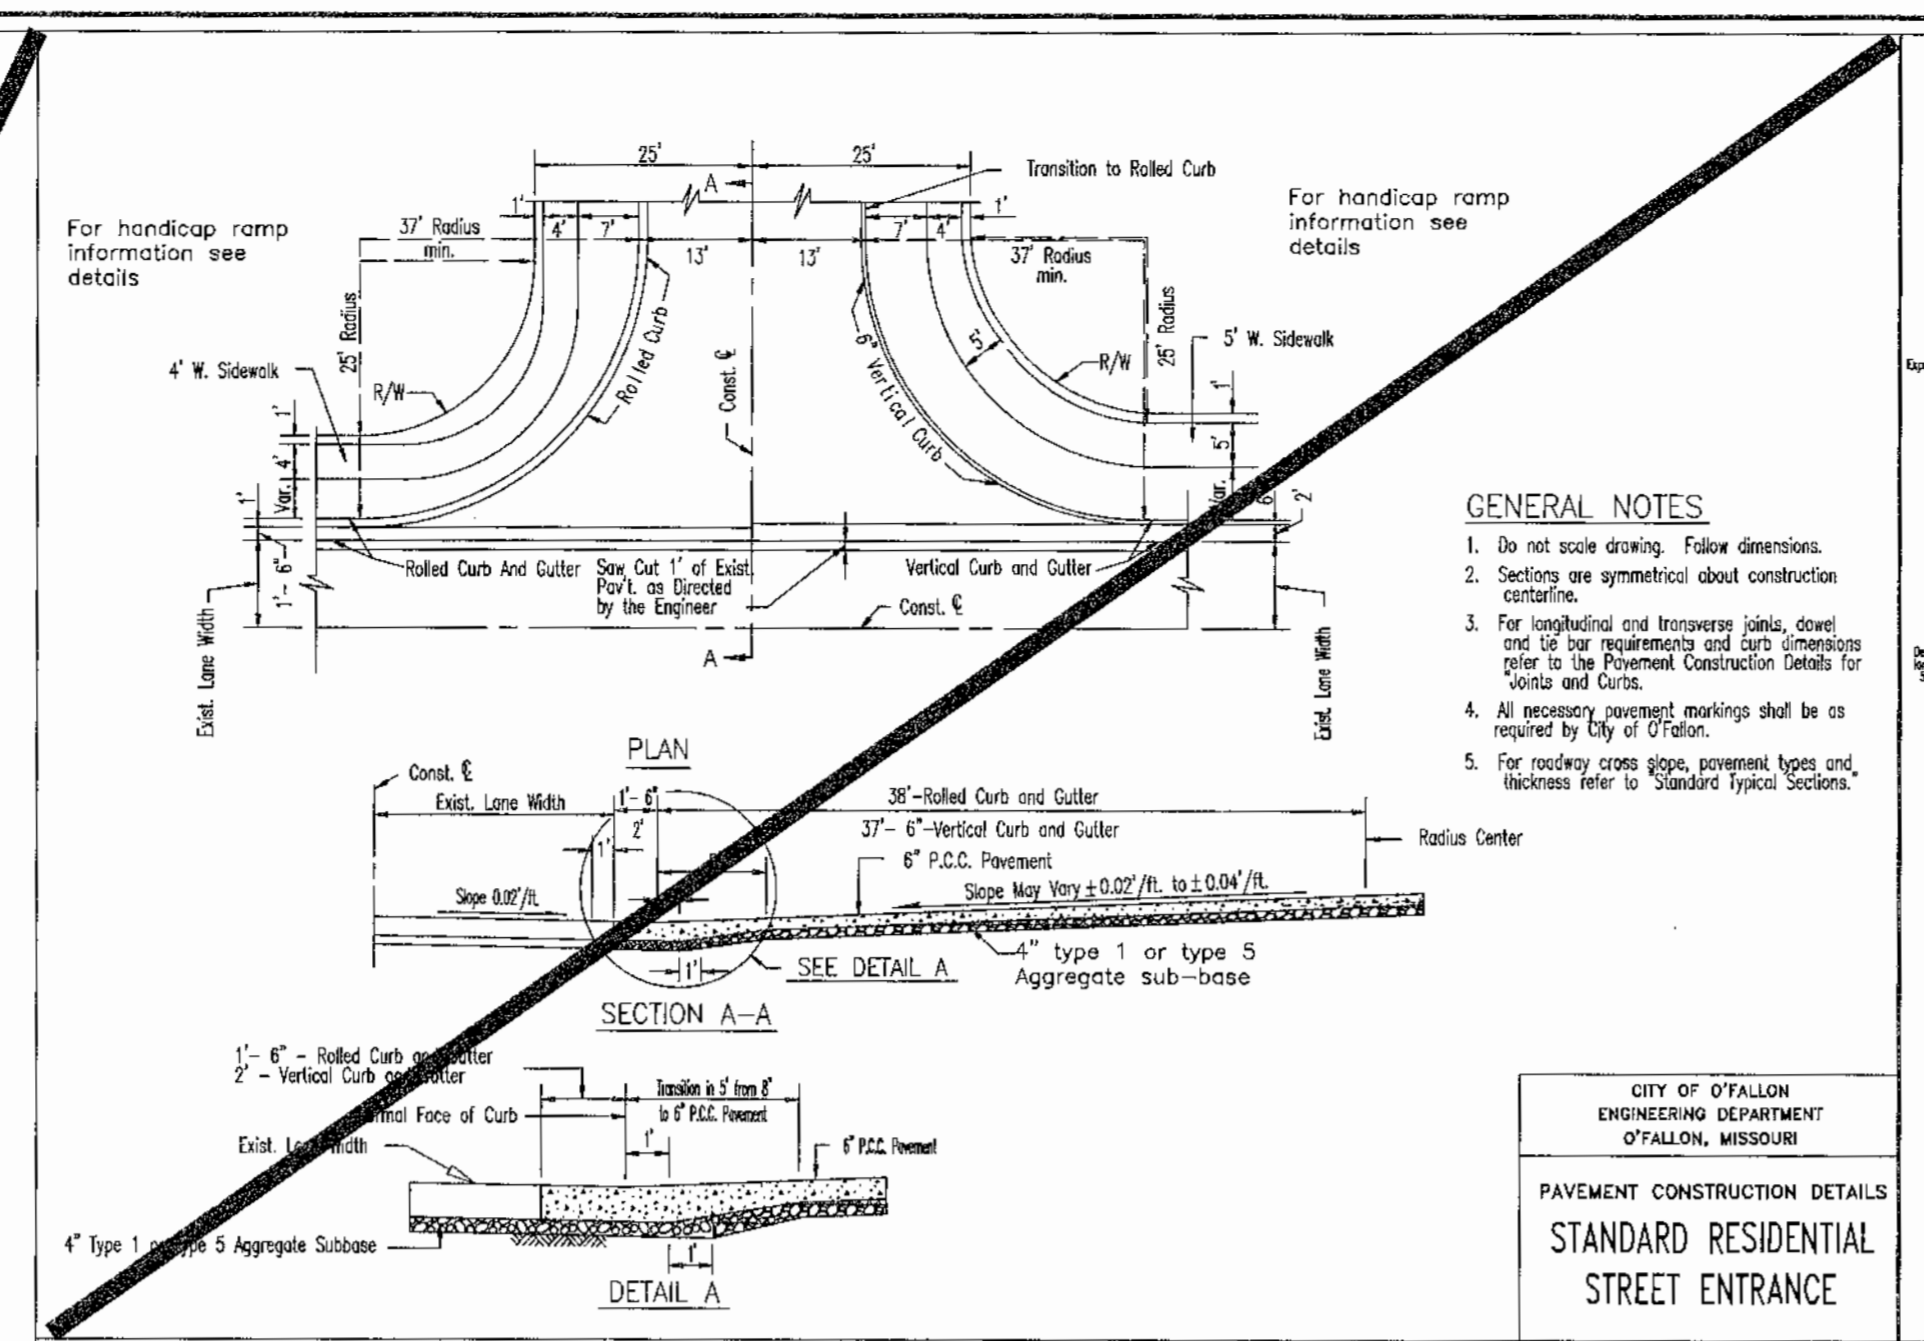 25'
25'
A
Transition to Rolled Curb
1'
4'
7'
13'
13'
7'
4'
1'
For handicap ramp
information see
details
37' Radius
min.
37' Radius
min.
For handicap ramp
information see
details
25' Radius
25' Radius
4' W. Sidewalk
R/W
Rolled Curb
Const. ℄
6" Vertical Curb
5'
R/W
5' W. Sidewalk
1'
4'
Var.
1'
1'- 6"
1'
5'
6"
2'
Rolled Curb And Gutter
Saw Cut 1' of Exist.
Pav't. as Directed
by the Engineer
Vertical Curb and Gutter
Const. ℄
A
Exist. Lane Width
Exist. Lane Width
PLAN
GENERAL NOTES
1. Do not scale drawing. Follow dimensions.
2. Sections are symmetrical about construction
centerline.
3. For longitudinal and transverse joints, dowel
and tie bar requirements and curb dimensions
refer to the Pavement Construction Details for
"Joints and Curbs.
4. All necessary pavement markings shall be as
required by City of O'Fallon.
5. For roadway cross slope, pavement types and
thickness refer to "Standard Typical Sections."
Const. ℄
Exist. Lane Width
1'- 6"
38'-Rolled Curb and Gutter
2'
37'- 6"-Vertical Curb and Gutter
1'
6" P.C.C. Pavement
Radius Center
Slope 0.02'/ft.
Slope May Vary ±0.02'/ft. to ±0.04'/ft.
1'
SEE DETAIL A
4" type 1 or type 5
Aggregate sub-base
SECTION A-A
1'- 6" - Rolled Curb and Gutter
2' - Vertical Curb and Gutter
Transition in 5' from 8"
to 6" P.C.C. Pavement
Face of Curb
1'
Exist. Lane Width
6" P.C.C. Pavement
4" Type 1 or Type 5 Aggregate Subbase
1'
DETAIL A
CITY OF O'FALLON
ENGINEERING DEPARTMENT
O'FALLON, MISSOURI
PAVEMENT CONSTRUCTION DETAILS
STANDARD RESIDENTIAL
STREET ENTRANCE